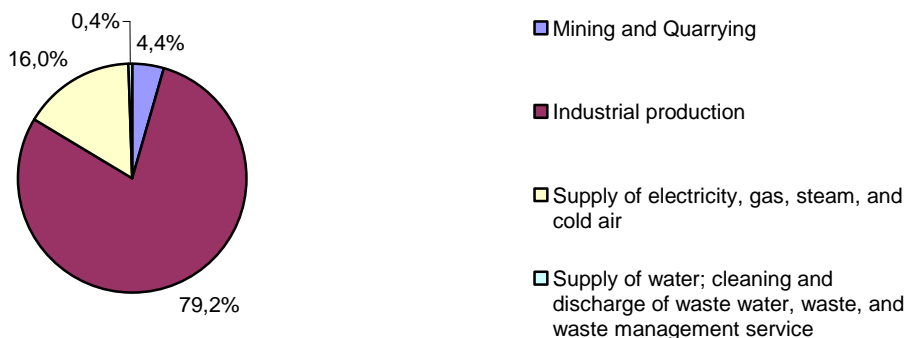 0,4%
4,4%
16,0%
79,2%
Mining and Quarrying
Industrial production
Supply of electricity, gas, steam, and
cold air
Supply of water; cleaning and
discharge of waste water, waste, and
waste management service